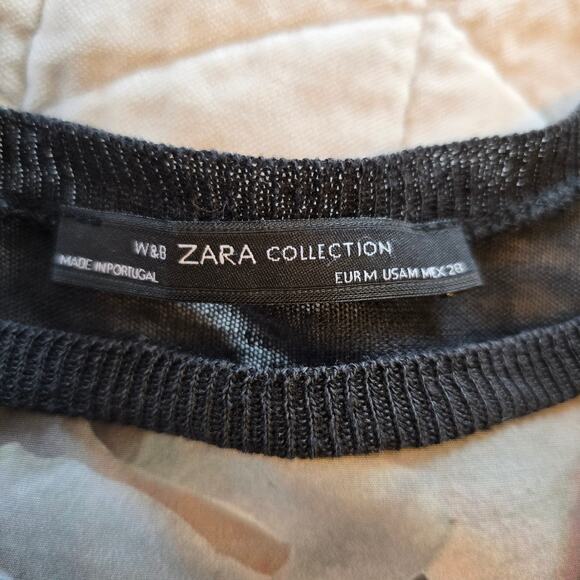 W&B ZARA COLLECTION
MADE IN PORTUGAL
EUR M USA M MEX 28